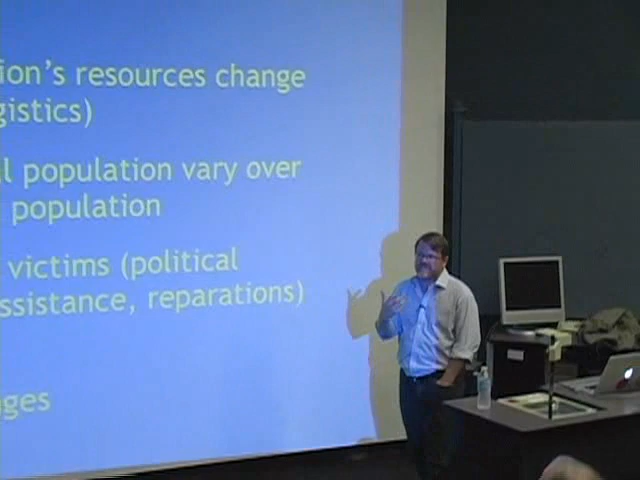 ion's resources change
gistics)
l population vary over
population
victims (political
ssistance, reparations)
ges